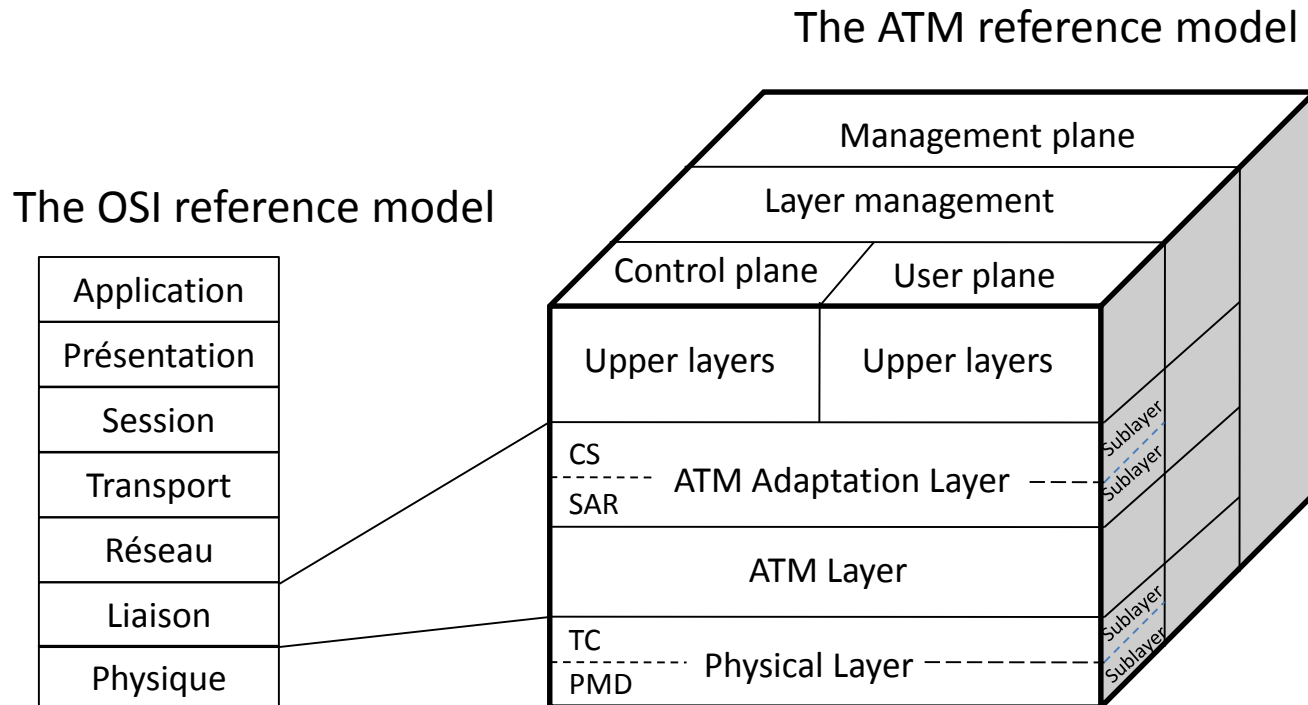 The ATM reference model
The OSI reference model
Application
Présentation
Session
Transport
Réseau
Liaison
Physique
Management plane
Layer management
Control plane
User plane
Upper layers
Upper layers
CS
SAR
ATM Adaptation Layer
Sublayer
Sublayer
ATM Layer
TC
PMD
Physical Layer
Sublayer
Sublayer